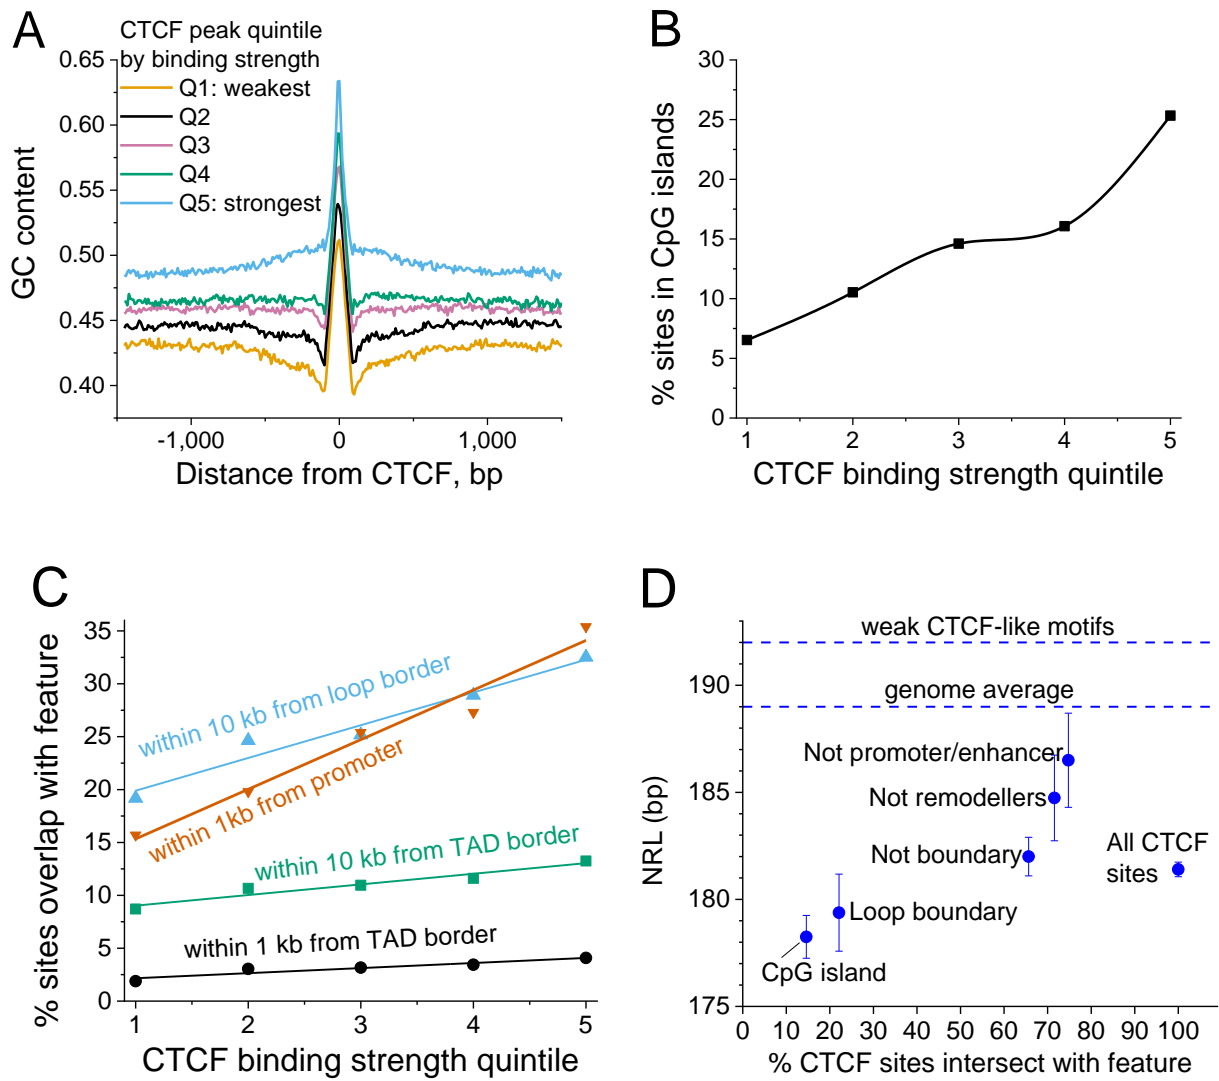 A
CTCF peak quintile
by binding strength
Q1: weakest
Q2
Q3
Q4
Q5: strongest
0.65
0.60
0.55
0.50
0.45
0.40
GC content
-1,000 0 1,000
Distance from CTCF, bp
B
30
25
20
15
10
5
0
% sites in CpG islands
1 2 3 4 5
CTCF binding strength quintile
C
35
30
25
20
15
10
5
0
% sites overlap with feature
within 10 kb from loop border
within 1kb from promoter
within 10 kb from TAD border
within 1 kb from TAD border
1 2 3 4 5
CTCF binding strength quintile
D
190
185
180
175
NRL (bp)
weak CTCF-like motifs
genome average
Not promoter/enhancer
Not remodellers
Not boundary
All CTCF
sites
Loop boundary
CpG island
0 10 20 30 40 50 60 70 80 90 100
% CTCF sites intersect with feature